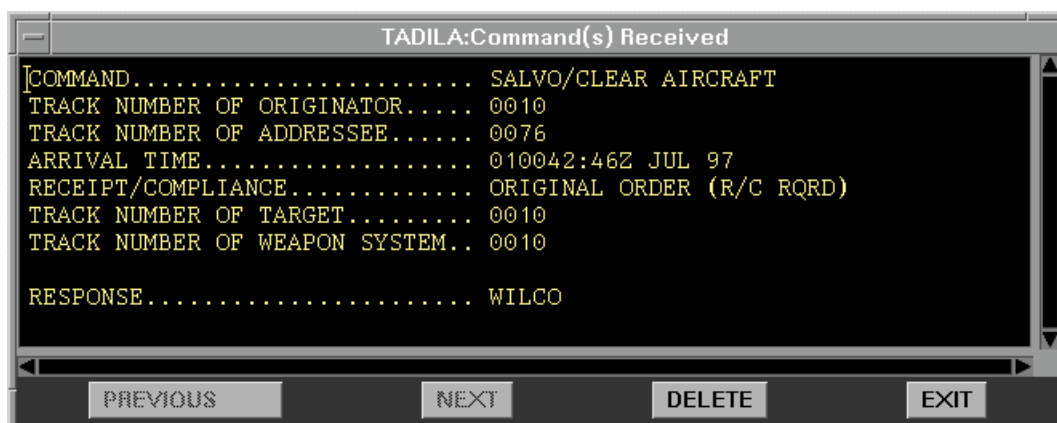 TADILA:Command(s) Received
COMMAND........................ SALVO/CLEAR AIRCRAFT
TRACK NUMBER OF ORIGINATOR..... 0010
TRACK NUMBER OF ADDRESSEE...... 0076
ARRIVAL TIME................... 010042:46Z JUL 97
RECEIPT/COMPLIANCE............. ORIGINAL ORDER (R/C RQRD)
TRACK NUMBER OF TARGET......... 0010
TRACK NUMBER OF WEAPON SYSTEM.. 0010
RESPONSE....................... WILCO
PREVIOUS NEXT DELETE EXIT